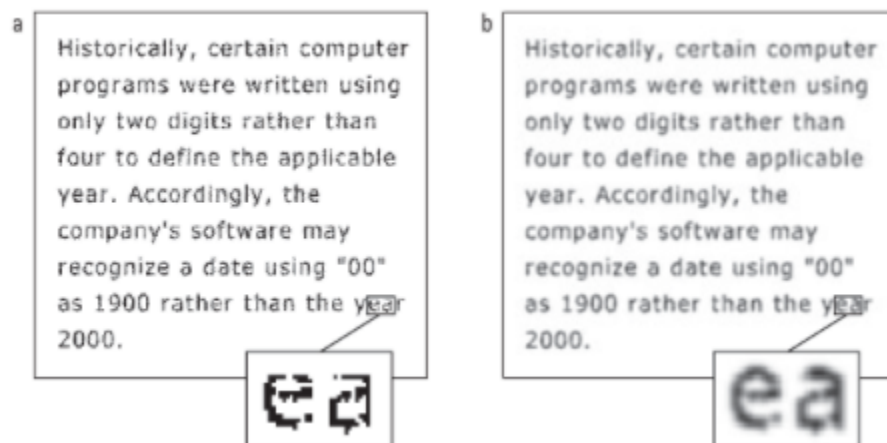 a
Historically, certain computer
programs were written using
only two digits rather than
four to define the applicable
year. Accordingly, the
company's software may
recognize a date using "00"
as 1900 rather than the year
2000.
ea
b
Historically, certain computer
programs were written using
only two digits rather than
four to define the applicable
year. Accordingly, the
company's software may
recognize a date using "00"
as 1900 rather than the year
2000.
ea